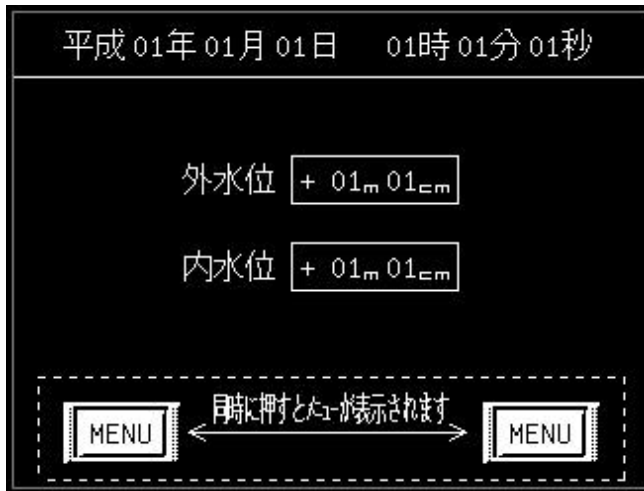 平成 01年 01月 01日 01時 01分 01秒
外水位 + 01m 01cm
内水位 + 01m 01cm
同時に押すとメニューが表示されます
MENU MENU